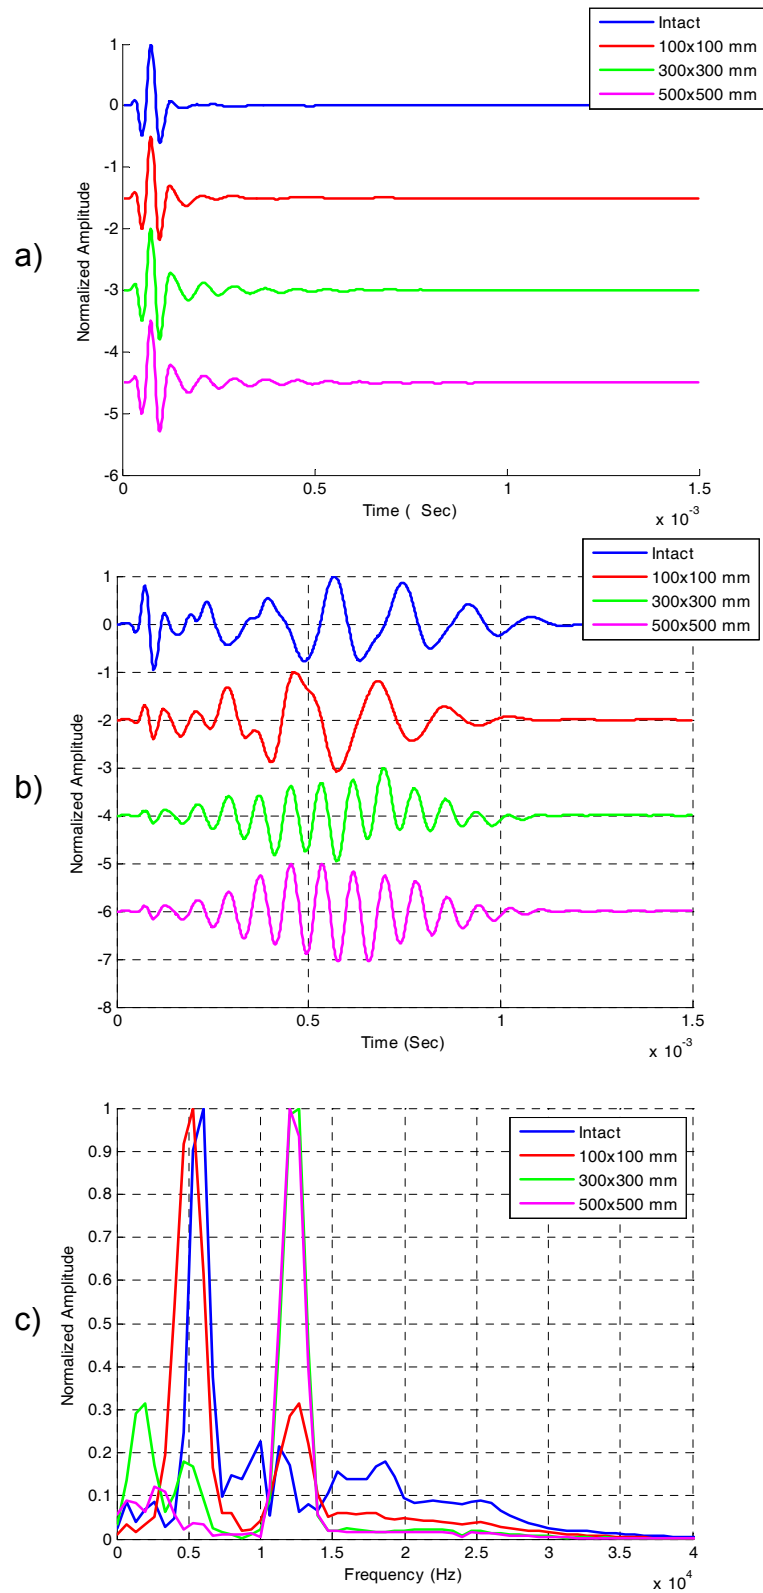 Intact
100x100 mm
300x300 mm
500x500 mm
1
0
-1
-2
-3
-4
-5
-6
Normalized Amplitude
a)
0
0.5
1
1.5
Time ( Sec)
x 10-3
Intact
100x100 mm
300x300 mm
500x500 mm
1
0
-1
-2
-3
-4
-5
-6
-7
-8
Normalized Amplitude
b)
0
0.5
1
1.5
Time (Sec)
x 10-3
Intact
100x100 mm
300x300 mm
500x500 mm
1
0.9
0.8
0.7
0.6
0.5
0.4
0.3
0.2
0.1
0
Normalized Amplitude
c)
0
0.5
1
1.5
2
2.5
3
3.5
4
Frequency (Hz)
x 104